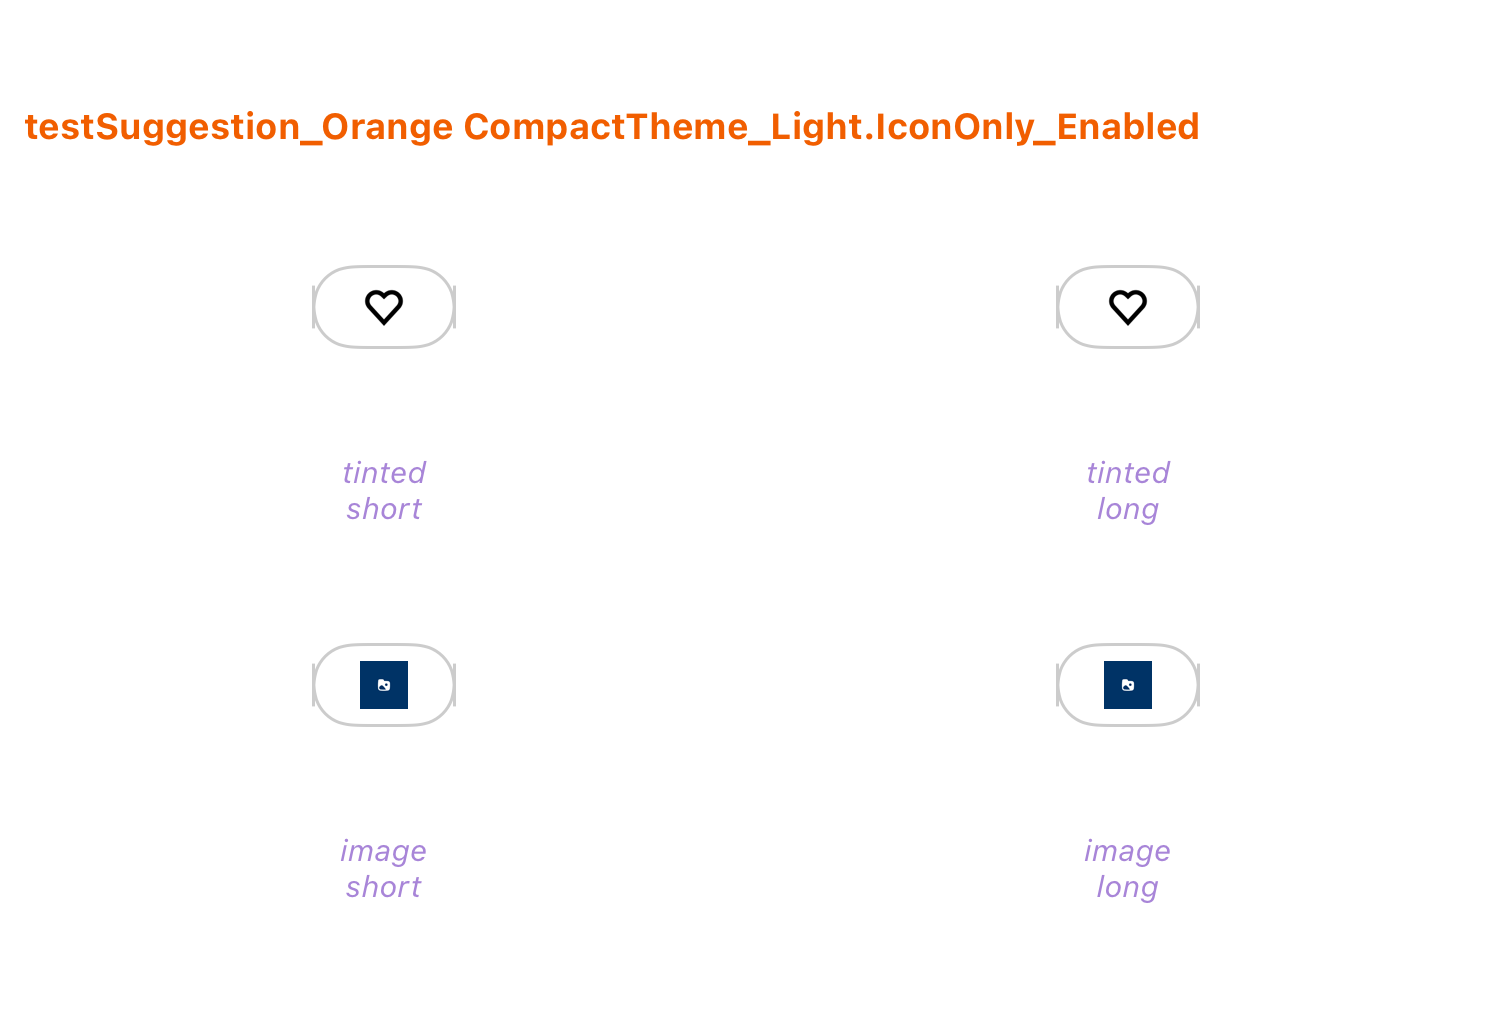 testSuggestion_Orange CompactTheme_Light.IconOnly_Enabled
tinted
short
tinted
long
image
short
image
long